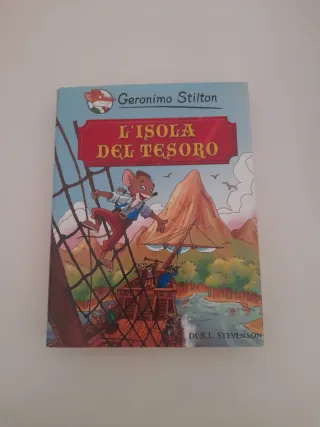 Geronimo Stilton
L'ISOLA
DEL TESORO
DI R.L. STEVENSON